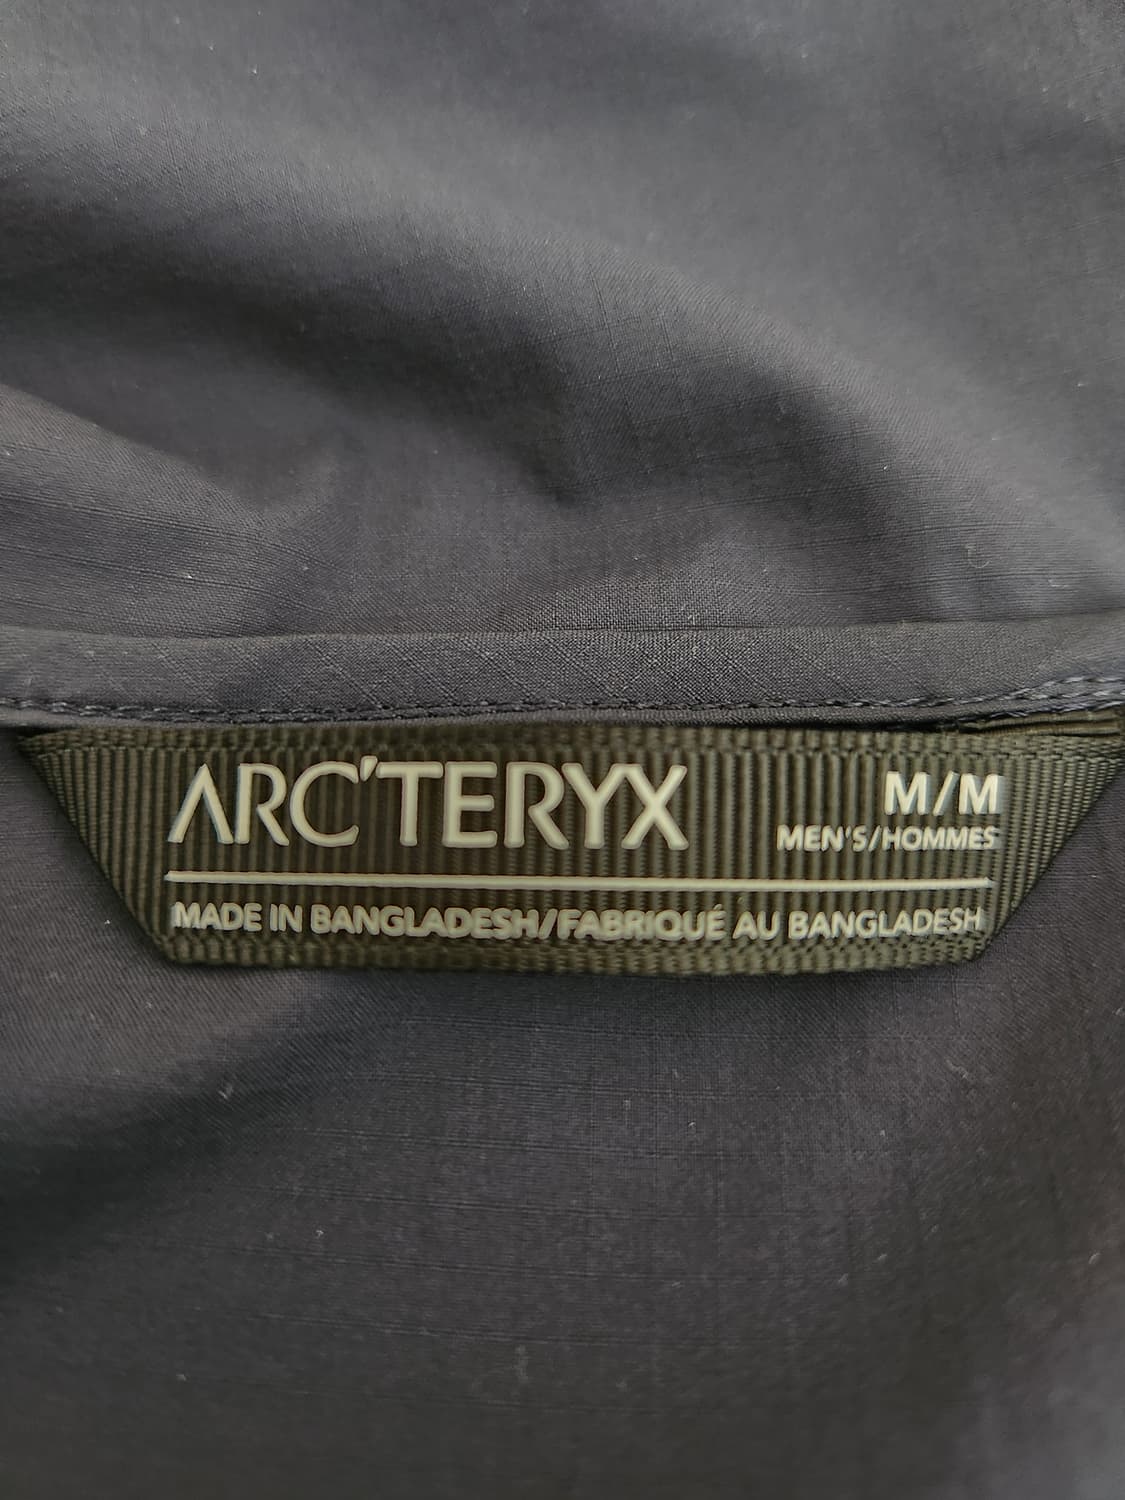 ARC'TERYX
M/M
MEN'S/HOMMES
MADE IN BANGLADESH/FABRIQUÉ AU BANGLADESH